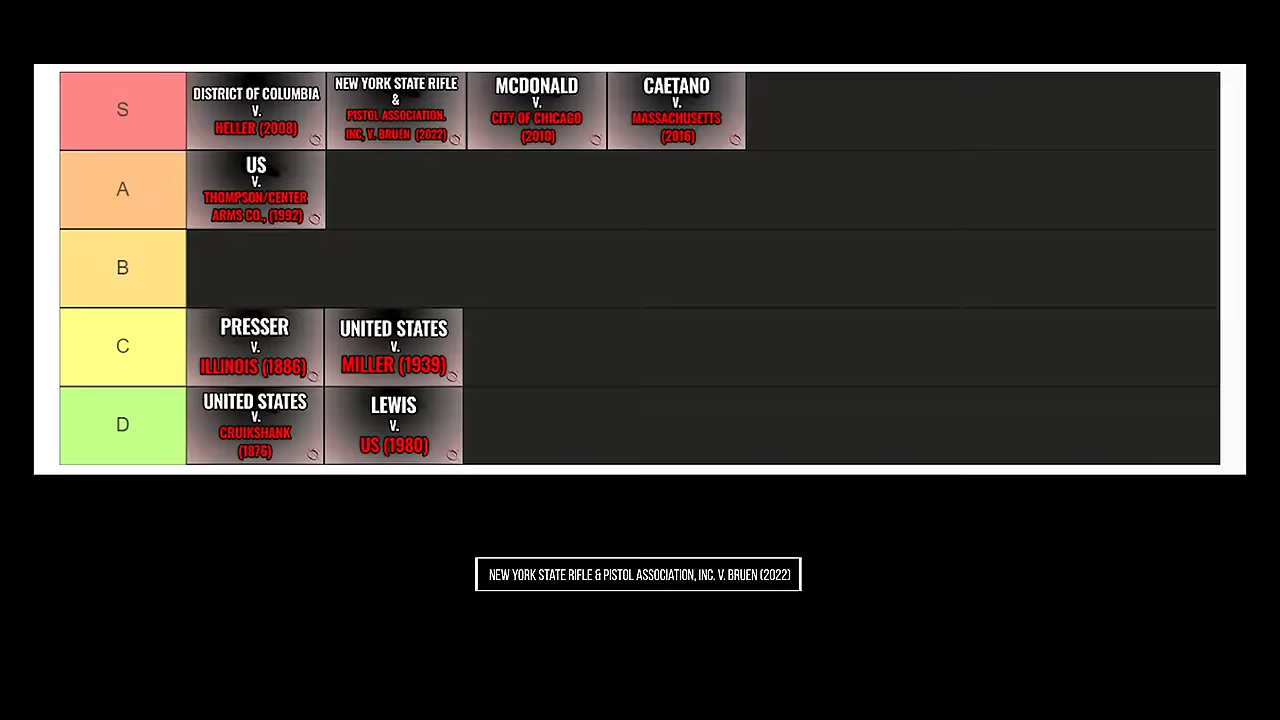 S
DISTRICT OF COLUMBIA
V.
HELLER (2008)
NEW YORK STATE RIFLE
&
PISTOL ASSOCIATION,
INC, V. BRUEN (2022)
MCDONALD
V.
CITY OF CHICAGO
(2010)
CAETANO
V.
MASSACHUSETTS
(2016)
A
US
V.
THOMPSON/CENTER
ARMS CO., (1992)
B
C
PRESSER
V.
ILLINOIS (1886)
UNITED STATES
V.
MILLER (1939)
D
UNITED STATES
V.
CRUIKSHANK
(1876)
LEWIS
V.
US (1980)
NEW YORK STATE RIFLE & PISTOL ASSOCIATION, INC. V. BRUEN (2022)